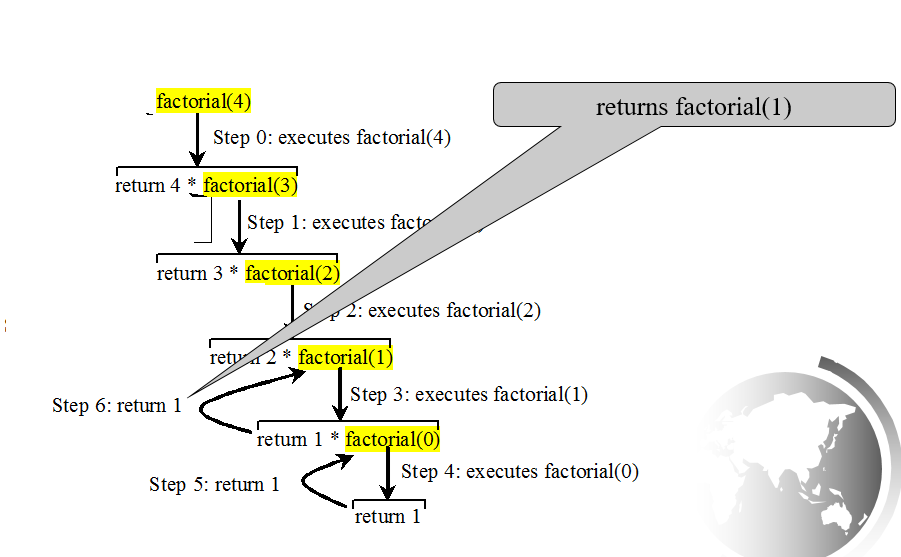 factorial(4)
returns factorial(1)
Step 0: executes factorial(4)
return 4 * factorial(3)
Step 1: executes
return 3 * factorial(2)
2: executes factorial(2)
return 2 * factorial(1)
Step 3: executes factorial(1)
Step 6: return 1
return 1 * factorial(0)
Step 4: executes factorial(0)
Step 5: return 1
return 1